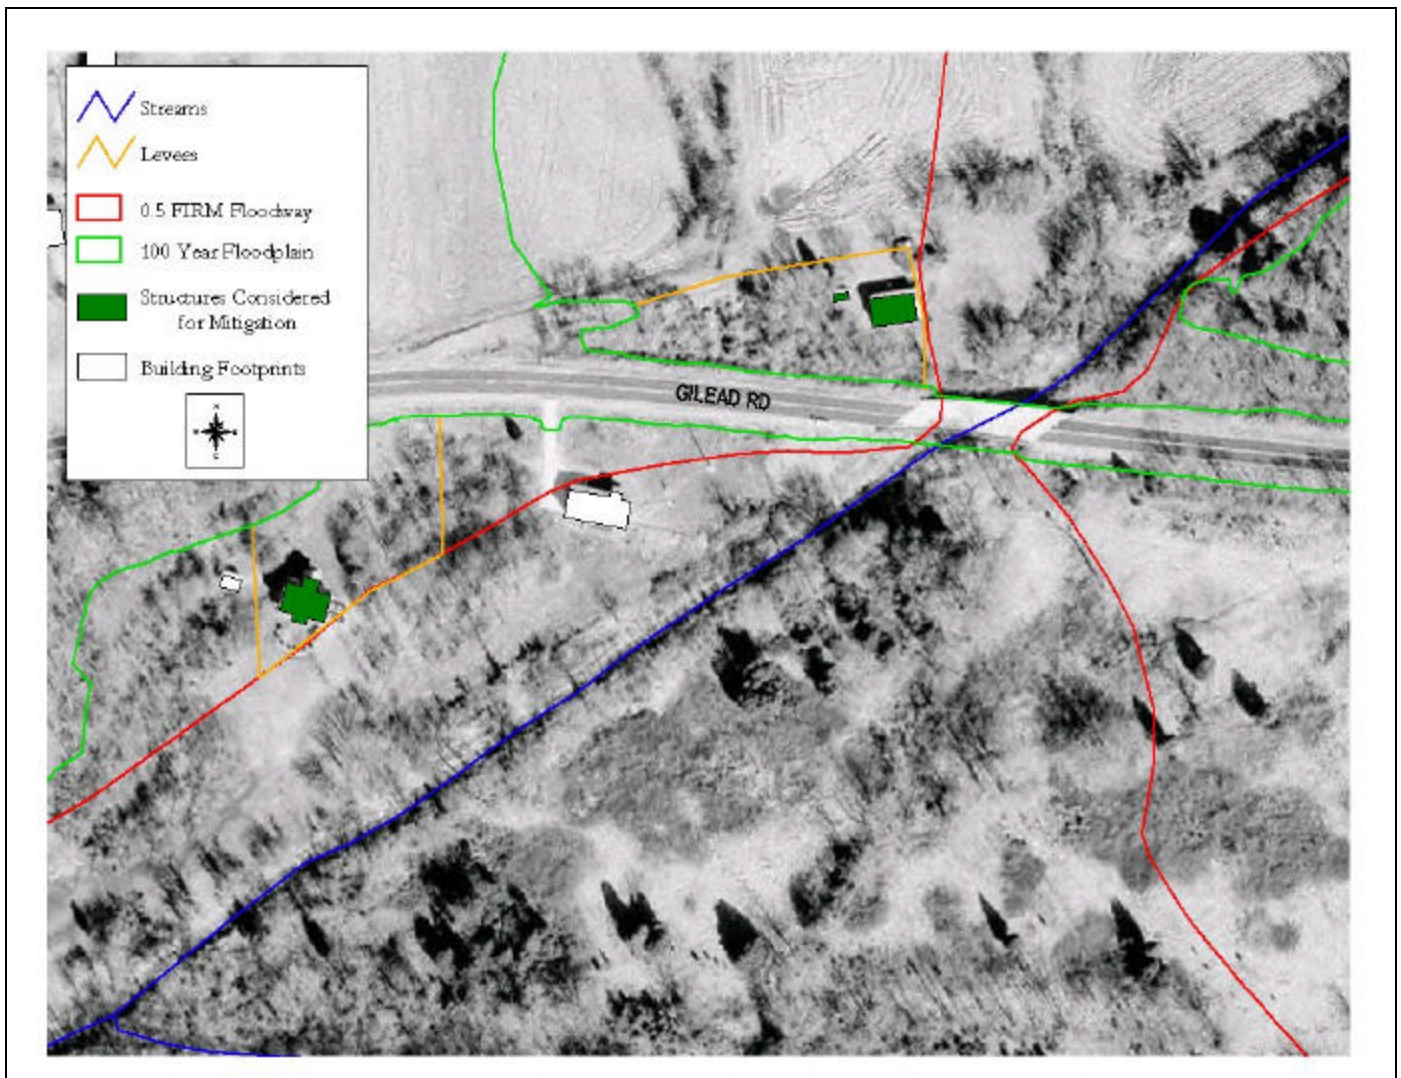 Streams
Levees
0.5 FIRM Floodway
100 Year Floodplain
Structures Considered
for Mitigation
Building Footprints
GILEAD RD